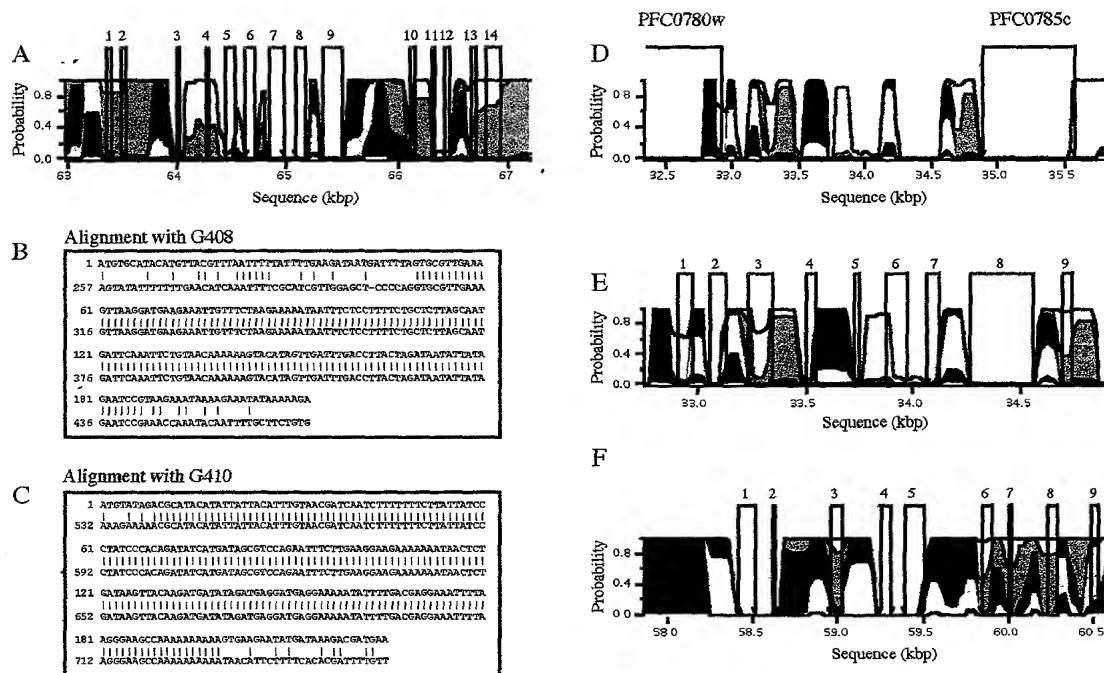 A
1 2 3 4 5 6 7 8 9 10 11 12 13 14
Probability
0.8
0.4
0.0
63 64 65 66 67
Sequence (kbp)
B
Alignment with G408
1 ATGTGCATACATGTTACGTTTAATTTTTATTTTGAAGATAATGATTTTAGTGCGTTGAAA
257 AGTATATTTTTTTGAACATCAAATTTTCGCATCGTTGGAGCT-CCCCAGGTGCGTTGAAA
61 GTTAAGGATGAAGAAATTGTTTCTAAGAAAAATAATTTCTCCTTTTCTGCTCTTAGCAAT
316 GTTAAGGATGAAGAAATTGTTTCTAAGAAAAATAATTTCTCCTTTTCTGCTCTTAGCAAT
121 GATTCAAATTCTGTAACAAAAAAGTACATAGTTGATTTGACCTTACTAGATAATATTATA
376 GATTCAAATTCTGTAACAAAAAAGTACATAGTTGATTTGACCTTACTAGATAATATTATA
181 GAATCCGTAAGAAATAAAAGAAATATAAAAAGA
436 GAATCCGAAACCAAATACAATTTTGCTTCTGTG
C
Alignment with G410
1 ATGTATAGACGCATACATATTATTACATTTGTAACGATCAATCTTTTTTTCTTATTATCC
532 AAAGAAAAACGCATACATATTATTACATTTGTAACGATCAATCTTTTTTTCTTATTATCC
61 CTATCCCACAGATATCATGATAGCGTCCAGAATTTCTTGAAGGAAGAAAAAAATAACTCT
592 CTATCCCACAGATATCATGATAGCGTCCAGAATTTCTTGAAGGAAGAAAAAAATAACTCT
121 GATAAGTTACAAGATGATATAGATGAGGATGAGGAAAAATATTTTGACGAGGAAATTTTA
652 GATAAGTTACAAGATGATATAGATGAGGATGAGGAAAAATATTTTGACGAGGAAATTTTA
181 AGGGAAGCCAAAAAAAAAAGTGAAGAATATGATAAAGACGATGAA
712 AGGGAAGCCAAAAAAAAAATAACATTCTTTTCACACGATTTTGTT
D
PFC0780w PFC0785c
Probability
0.8
0.4
0.0
32.5 33.0 33.5 34.0 34.5 35.0 35.5
Sequence (kbp)
E
1 2 3 4 5 6 7 8 9
Probability
0.8
0.4
0.0
33.0 33.5 34.0 34.5
Sequence (kbp)
F
1 2 3 4 5 6 7 8 9
Probability
0.8
0.4
0.0
58.0 58.5 59.0 59.5 60.0 60.5
Sequence (kbp)